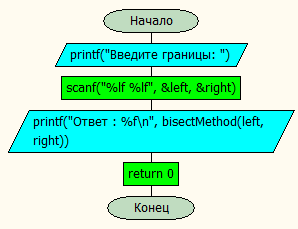 Начало
printf("Введите границы: ")
scanf("%lf %lf", &left, &right)
printf("Ответ : %f\n", bisectMethod(left,
right))
return 0
Конец